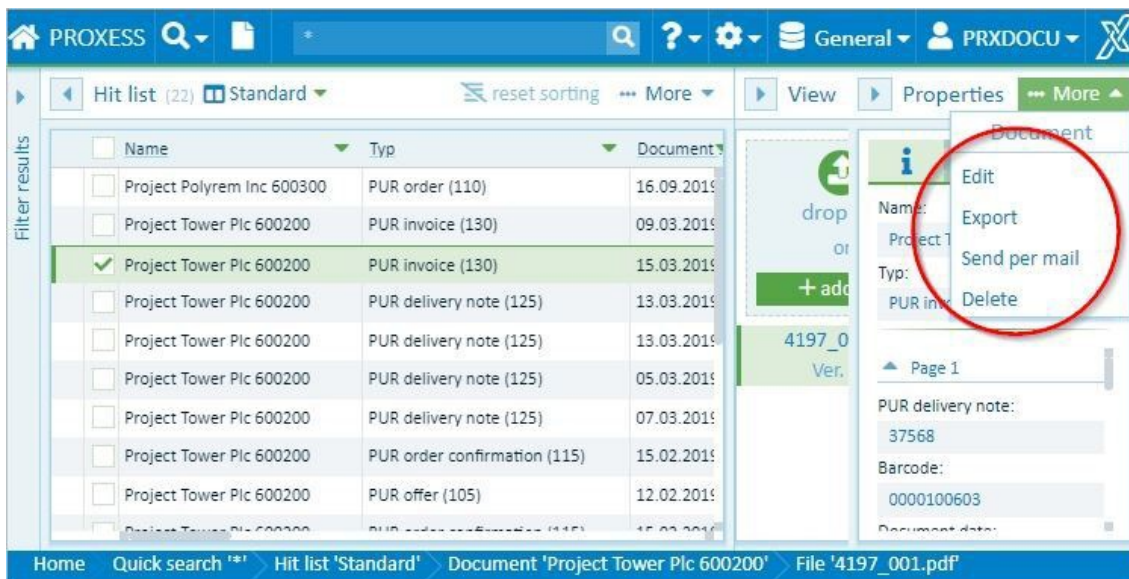 PROXESS
*
?
General
PRXDOCU
Filter results
Hit list (22)
Standard
reset sorting
More
Name
Typ
Document
Project Polyrem Inc 600300
PUR order (110)
16.09.2019
Project Tower Plc 600200
PUR invoice (130)
09.03.2019
Project Tower Plc 600200
PUR invoice (130)
15.03.2019
Project Tower Plc 600200
PUR delivery note (125)
13.03.2019
Project Tower Plc 600200
PUR delivery note (125)
13.03.2019
Project Tower Plc 600200
PUR delivery note (125)
05.03.2019
Project Tower Plc 600200
PUR delivery note (125)
07.03.2019
Project Tower Plc 600200
PUR order confirmation (115)
15.02.2019
Project Tower Plc 600200
PUR offer (105)
12.02.2019
View
drop
or
+ add
4197_0
Ver.
Properties
More
Document
Edit
Export
Send per mail
Delete
i
Name:
Project T
Typ:
PUR inv
Page 1
PUR delivery note:
37568
Barcode:
0000100603
Document date:
Home
Quick search '*'
Hit list 'Standard'
Document 'Project Tower Plc 600200'
File '4197_001.pdf'